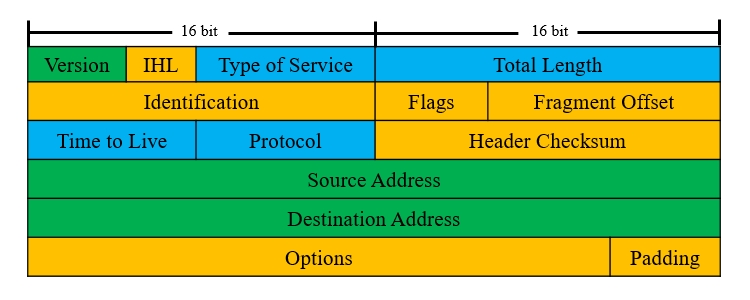 16 bit 16 bit
Version IHL Type of Service Total Length
Identification Flags Fragment Offset
Time to Live Protocol Header Checksum
Source Address
Destination Address
Options Padding